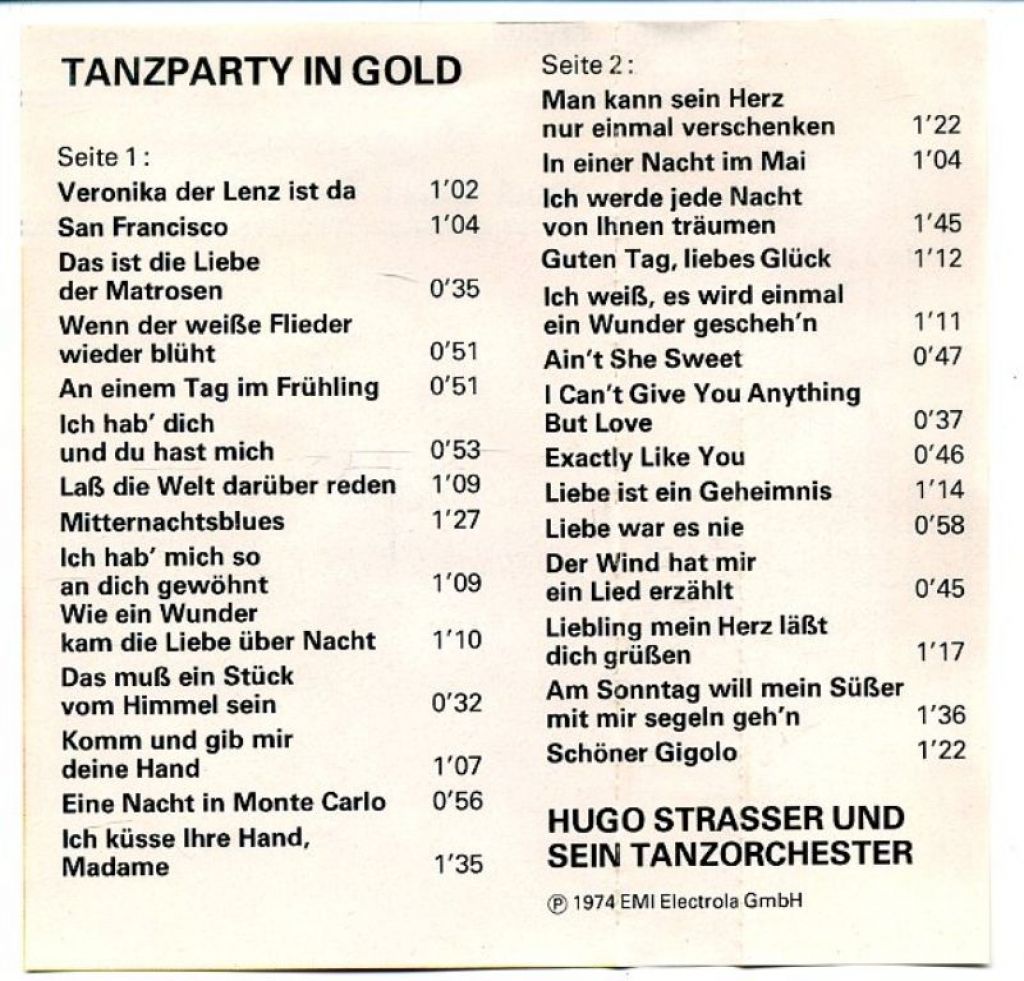 TANZPARTY IN GOLD
Seite 1:
Veronika der Lenz ist da 1'02
San Francisco 1'04
Das ist die Liebe
der Matrosen 0'35
Wenn der weiße Flieder
wieder blüht 0'51
An einem Tag im Frühling 0'51
Ich hab' dich
und du hast mich 0'53
Laß die Welt darüber reden 1'09
Mitternachtsblues 1'27
Ich hab' mich so
an dich gewöhnt 1'09
Wie ein Wunder
kam die Liebe über Nacht 1'10
Das muß ein Stück
vom Himmel sein 0'32
Komm und gib mir
deine Hand 1'07
Eine Nacht in Monte Carlo 0'56
Ich küsse Ihre Hand,
Madame 1'35
Seite 2:
Man kann sein Herz
nur einmal verschenken 1'22
In einer Nacht im Mai 1'04
Ich werde jede Nacht
von Ihnen träumen 1'45
Guten Tag, liebes Glück 1'12
Ich weiß, es wird einmal
ein Wunder gescheh'n 1'11
Ain't She Sweet 0'47
I Can't Give You Anything
But Love 0'37
Exactly Like You 0'46
Liebe ist ein Geheimnis 1'14
Liebe war es nie 0'58
Der Wind hat mir
ein Lied erzählt 0'45
Liebling mein Herz läßt
dich grüßen 1'17
Am Sonntag will mein Süßer
mit mir segeln geh'n 1'36
Schöner Gigolo 1'22
HUGO STRASSER UND
SEIN TANZORCHESTER
℗ 1974 EMI Electrola GmbH